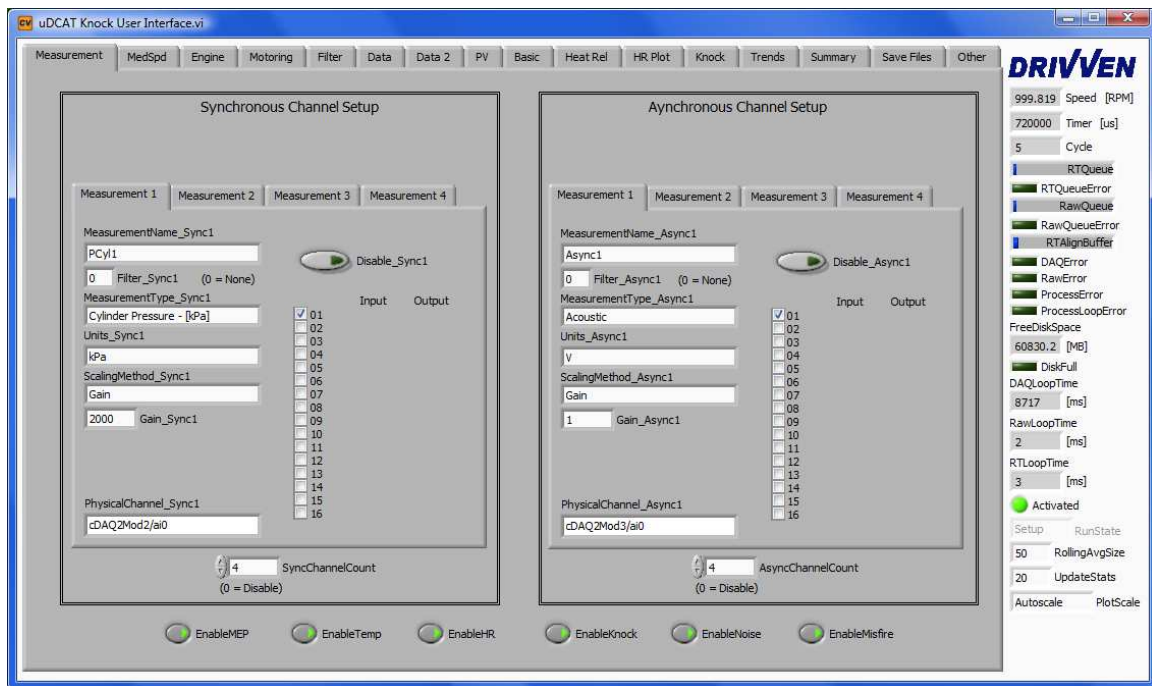 CV uDCAT Knock User Interface.vi
Measurement MedSpd Engine Motoring Filter Data Data 2 PV Basic Heat Rel HR Plot Knock Trends Summary Save Files Other
Synchronous Channel Setup
Measurement 1 Measurement 2 Measurement 3 Measurement 4
MeasurementName_Sync1
PCyl1
0 Filter_Sync1 (0 = None)
MeasurementType_Sync1
Cylinder Pressure - [kPa]
Units_Sync1
kPa
ScalingMethod_Sync1
Gain
2000 Gain_Sync1
PhysicalChannel_Sync1
cDAQ2Mod2/ai0
Disable_Sync1
Input Output
01
02
03
04
05
06
07
08
09
10
11
12
13
14
15
16
4 SyncChannelCount
(0 = Disable)
Aynchronous Channel Setup
Measurement 1 Measurement 2 Measurement 3 Measurement 4
MeasurementName_Async1
Async1
0 Filter_Async1 (0 = None)
MeasurementType_Async1
Acoustic
Units_Async1
V
ScalingMethod_Async1
Gain
1 Gain_Async1
PhysicalChannel_Async1
cDAQ2Mod3/ai0
Disable_Async1
Input Output
01
02
03
04
05
06
07
08
09
10
11
12
13
14
15
16
4 AsyncChannelCount
(0 = Disable)
EnableMEP EnableTemp EnableHR EnableKnock EnableNoise EnableMisfire
DRIVVEN
999.819 Speed [RPM]
720000 Timer [us]
5 Cycle
RTQueue
RTQueueError
RawQueue
RawQueueError
RTAlignBuffer
DAQError
RawError
ProcessError
ProcessLoopError
FreeDiskSpace
60830.2 [MB]
DiskFull
DAQLoopTime
8717 [ms]
RawLoopTime
2 [ms]
RTLoopTime
3 [ms]
Activated
Setup RunState
50 RollingAvgSize
20 UpdateStats
Autoscale PlotScale